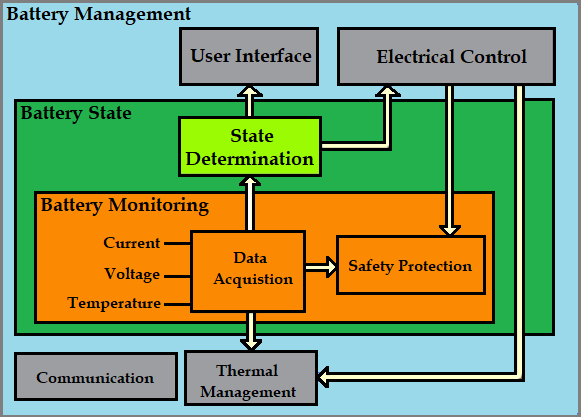 Battery Management
User Interface
Electrical Control
Battery State
State
Determination
Battery Monitoring
Current
Voltage
Temperature
Data
Acquistion
Safety Protection
Communication
Thermal
Management